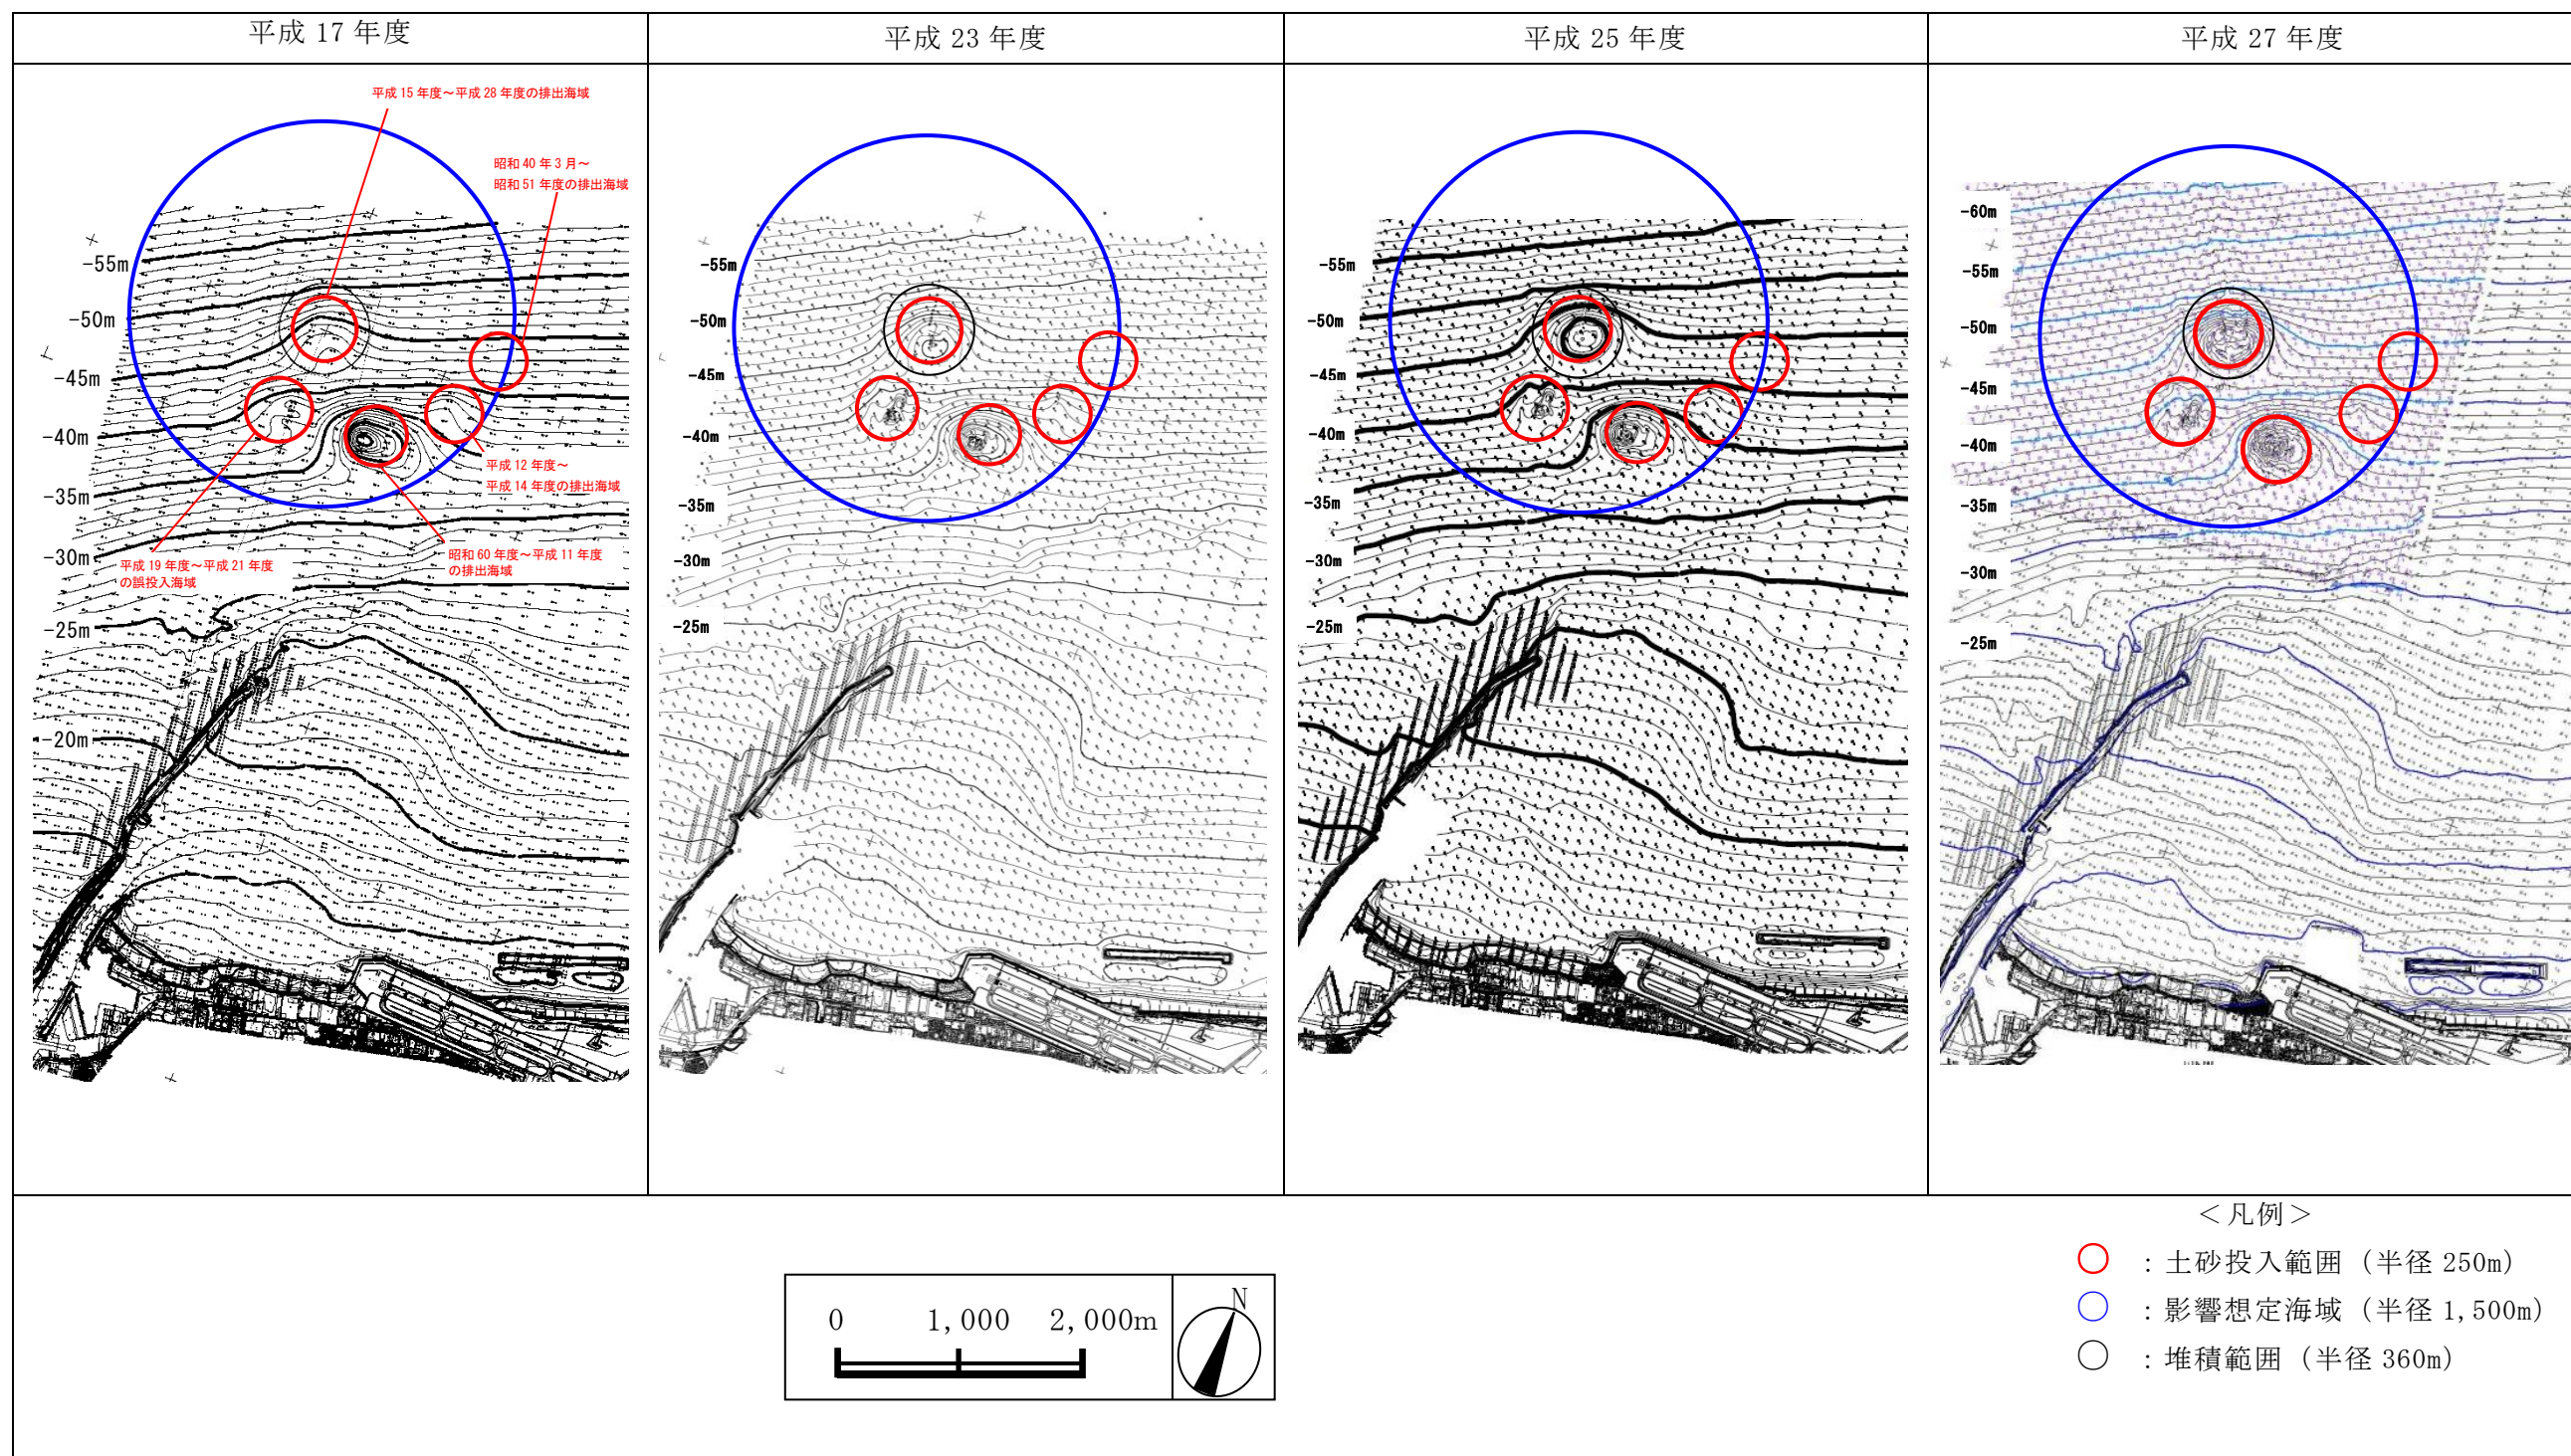 平成 17 年度
平成 23 年度
平成 25 年度
平成 27 年度
平成 15 年度～平成 28 年度の排出海域
昭和 40 年 3 月～
昭和 51 年度の排出海域
-55m
-50m
-45m
-40m
-35m
-30m
-25m
-20m
平成 12 年度～
平成 14 年度の排出海域
昭和 60 年度～平成 11 年度
の排出海域
平成 19 年度～平成 21 年度
の誤投入海域
-55m
-50m
-45m
-40m
-35m
-30m
-25m
-55m
-50m
-45m
-40m
-35m
-30m
-25m
-60m
-55m
-50m
-45m
-40m
-35m
-30m
-25m
0 1,000 2,000m
N
＜凡例＞
：土砂投入範囲（半径 250m）
：影響想定海域（半径 1,500m）
：堆積範囲（半径 360m）